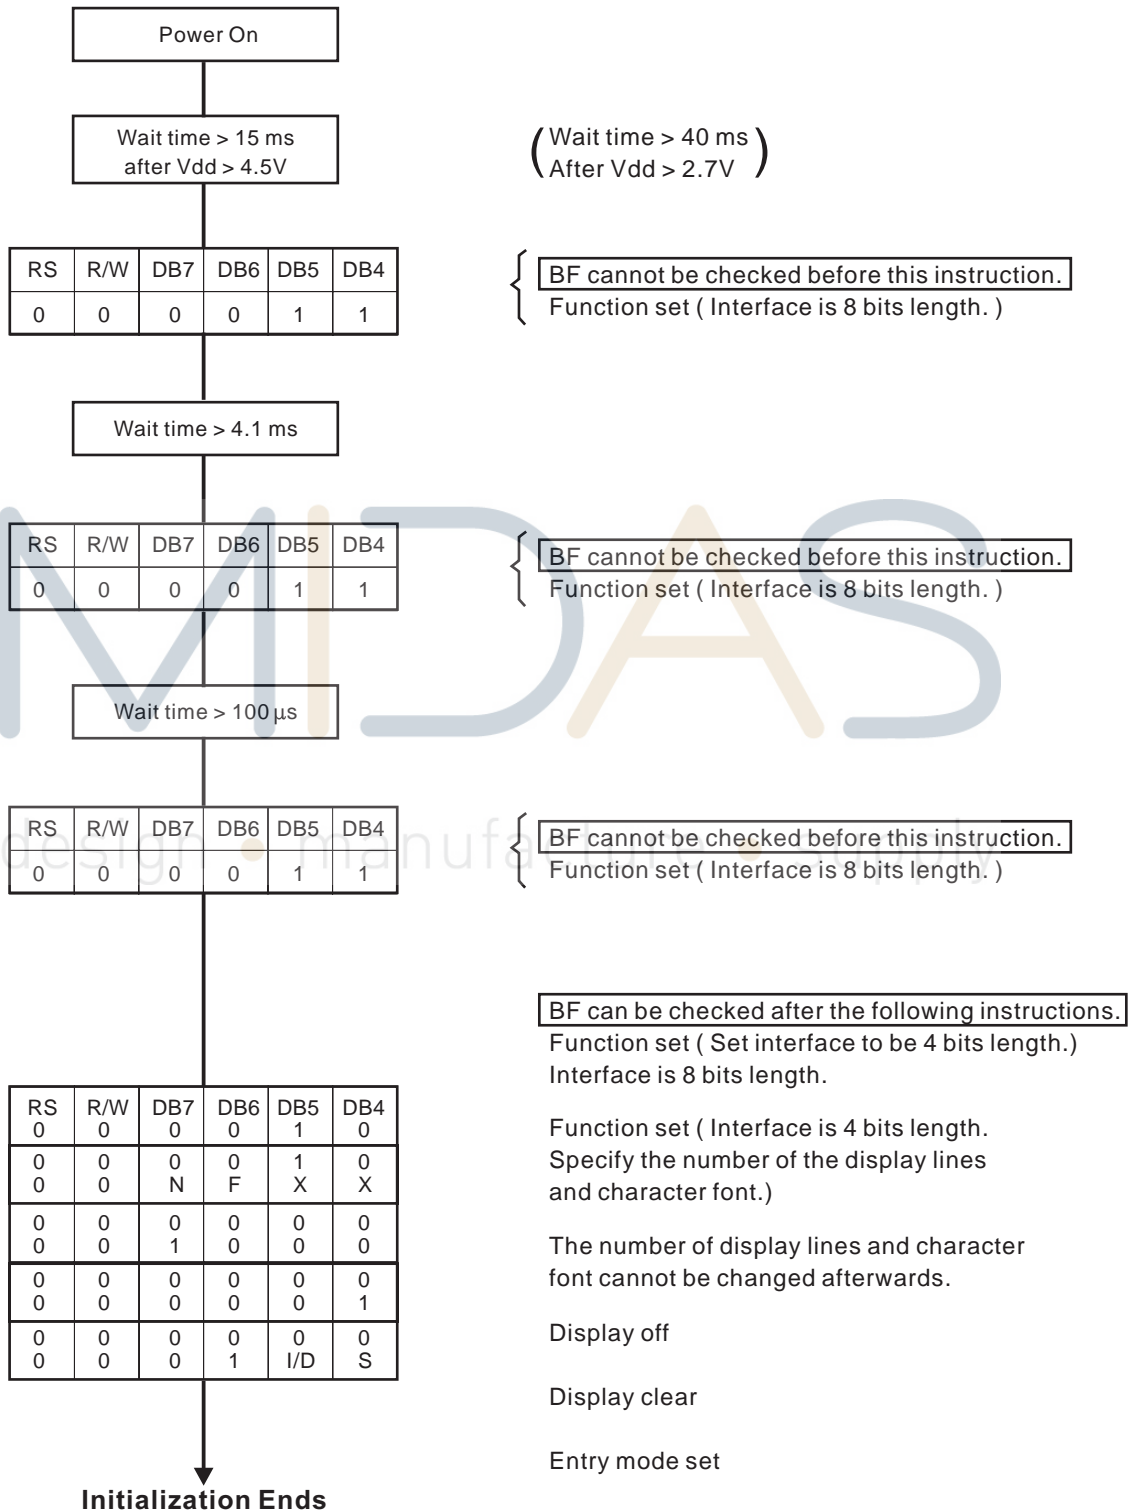 Power On
Wait time > 15 ms
after Vdd > 4.5V
(Wait time > 40 ms
After Vdd > 2.7V)
RS R/W DB7 DB6 DB5 DB4
0 0 0 0 1 1
BF cannot be checked before this instruction.
Function set ( Interface is 8 bits length. )
Wait time > 4.1 ms
RS R/W DB7 DB6 DB5 DB4
0 0 0 0 1 1
BF cannot be checked before this instruction.
Function set ( Interface is 8 bits length. )
MIDAS
Wait time > 100 µs
RS R/W DB7 DB6 DB5 DB4
0 0 0 0 1 1
BF cannot be checked before this instruction.
Function set ( Interface is 8 bits length. )
design • manufacture • supply
RS R/W DB7 DB6 DB5 DB4
0 0 0 0 1 0
0 0 0 0 1 0
0 0 N F X X
0 0 0 0 0 0
0 0 1 0 0 0
0 0 0 0 0 0
0 0 0 0 0 1
0 0 0 0 0 0
0 0 0 1 I/D S
BF can be checked after the following instructions.
Function set ( Set interface to be 4 bits length.)
Interface is 8 bits length.
Function set ( Interface is 4 bits length.
Specify the number of the display lines
and character font.)
The number of display lines and character
font cannot be changed afterwards.
Display off
Display clear
Entry mode set
Initialization Ends